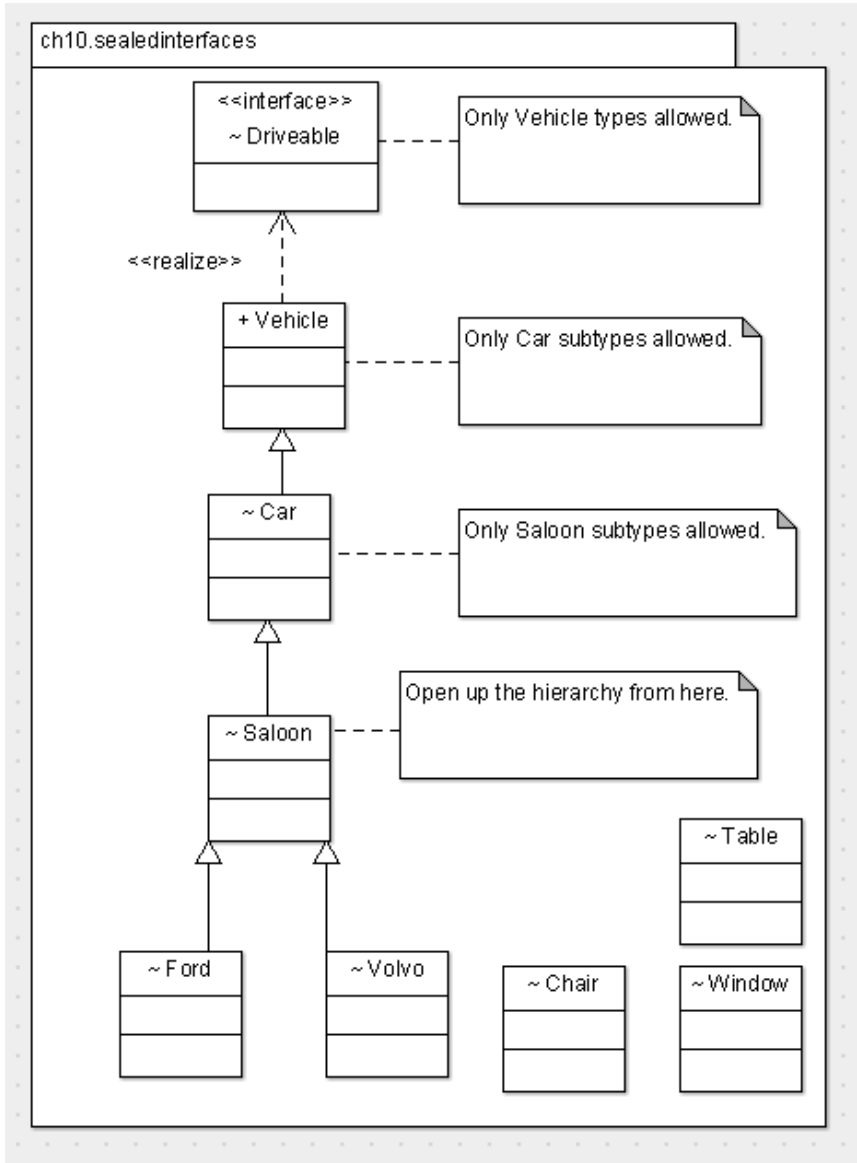 ch10.sealedinterfaces
<<interface>>
~ Driveable
Only Vehicle types allowed.
<<realize>>
+ Vehicle
Only Car subtypes allowed.
~ Car
Only Saloon subtypes allowed.
Open up the hierarchy from here.
~ Saloon
~ Table
~ Ford
~ Volvo
~ Chair
~ Window